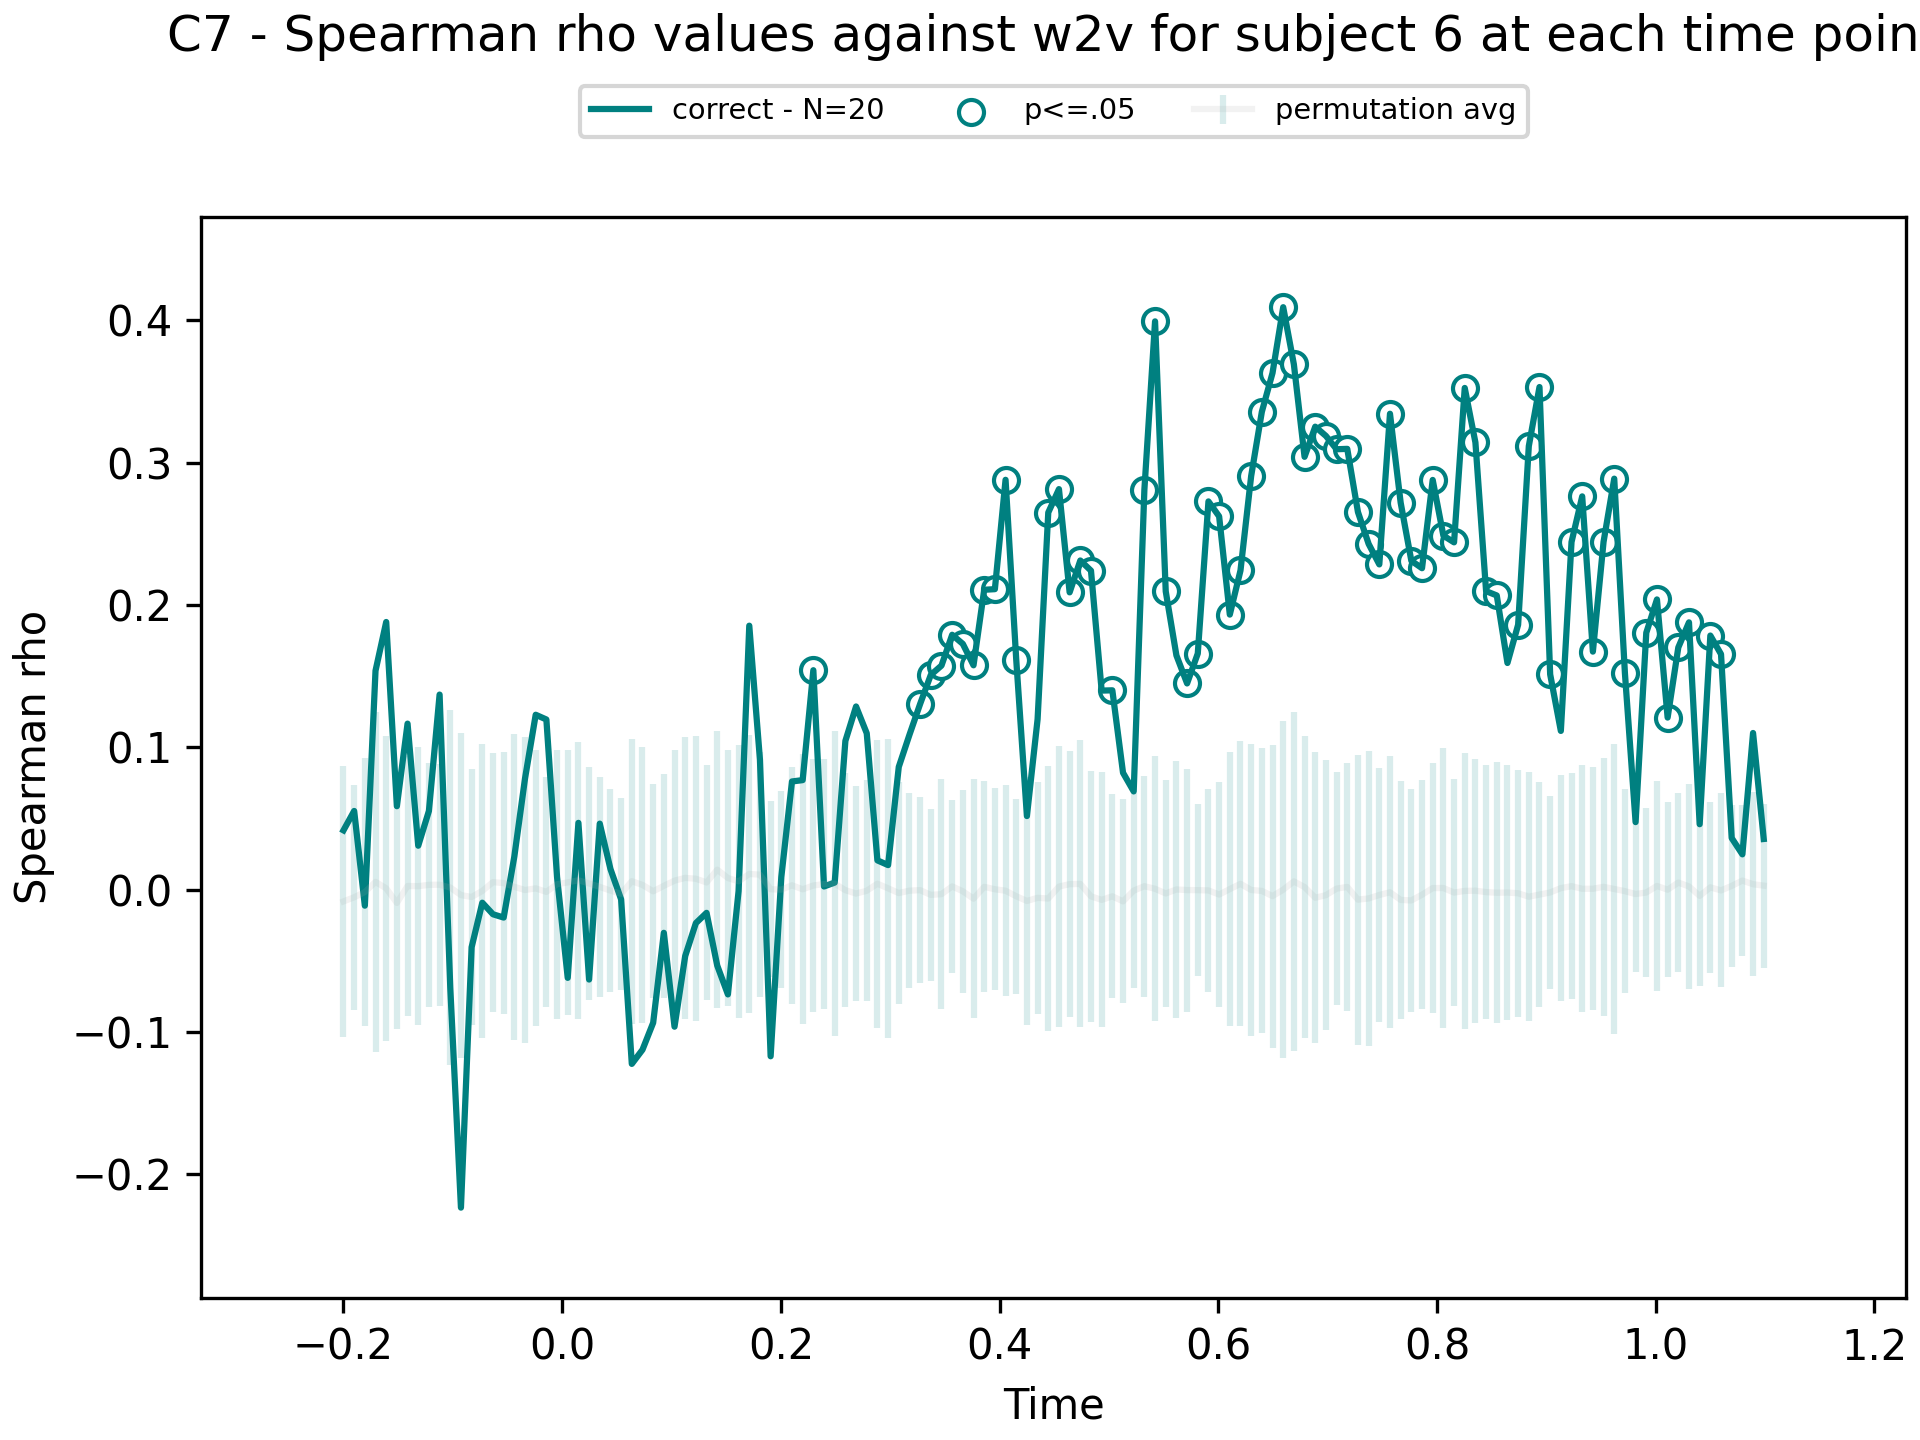 C7 - Spearman rho values against w2v for subject 6 at each time poin
correct - N=20
p<=.05
permutation avg
0.4
0.3
0.2
0.1
0.0
−0.1
−0.2
Spearman rho
−0.2
0.0
0.2
0.4
0.6
0.8
1.0
1.2
Time